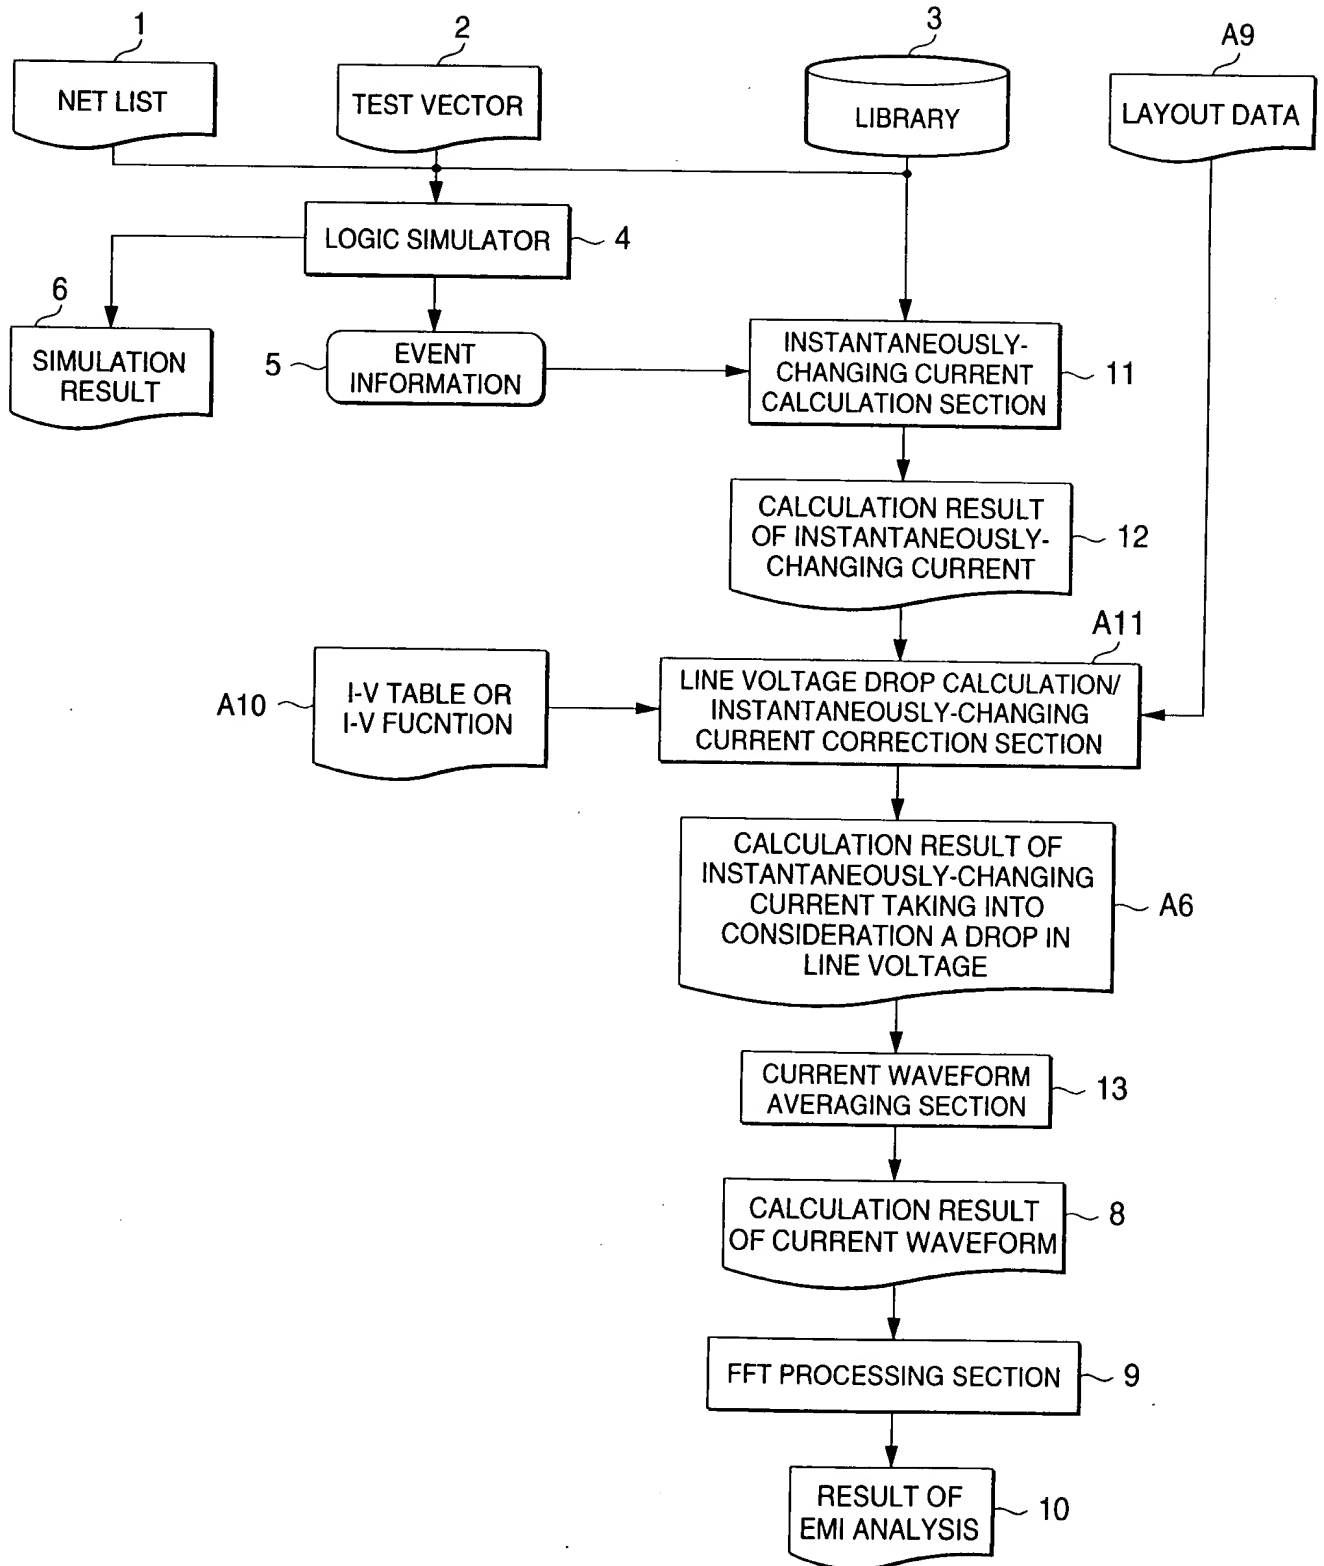 1
2
3
A9
NET LIST
TEST VECTOR
LIBRARY
LAYOUT DATA
LOGIC SIMULATOR
4
6
SIMULATION
RESULT
5
EVENT
INFORMATION
INSTANTANEOUSLY-
CHANGING CURRENT
CALCULATION SECTION
11
CALCULATION RESULT
OF INSTANTANEOUSLY-
CHANGING CURRENT
12
A11
A10
I-V TABLE OR
I-V FUCNTION
LINE VOLTAGE DROP CALCULATION/
INSTANTANEOUSLY-CHANGING
CURRENT CORRECTION SECTION
CALCULATION RESULT OF
INSTANTANEOUSLY-CHANGING
CURRENT TAKING INTO
CONSIDERATION A DROP IN
LINE VOLTAGE
A6
CURRENT WAVEFORM
AVERAGING SECTION
13
CALCULATION RESULT
OF CURRENT WAVEFORM
8
FFT PROCESSING SECTION
9
RESULT OF
EMI ANALYSIS
10